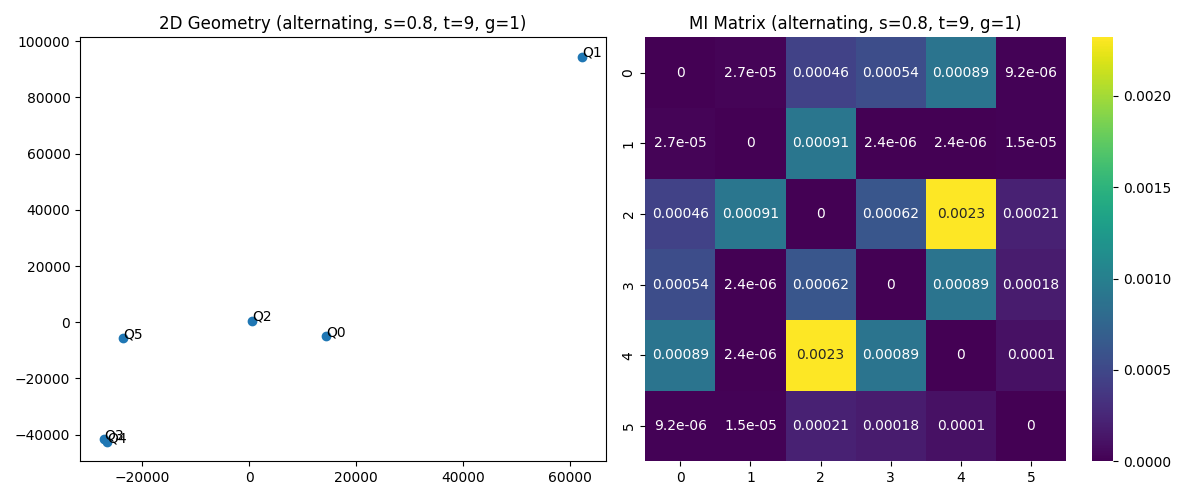 2D Geometry (alternating, s=0.8, t=9, g=1)
100000
80000
60000
40000
20000
0
−20000
−40000
−20000 0 20000 40000 60000
Q1
Q2
Q0
Q5
Q3
Q4
MI Matrix (alternating, s=0.8, t=9, g=1)
0 0 2.7e-05 0.00046 0.00054 0.00089 9.2e-06
1 2.7e-05 0 0.00091 2.4e-06 2.4e-06 1.5e-05
2 0.00046 0.00091 0 0.00062 0.0023 0.00021
3 0.00054 2.4e-06 0.00062 0 0.00089 0.00018
4 0.00089 2.4e-06 0.0023 0.00089 0 0.0001
5 9.2e-06 1.5e-05 0.00021 0.00018 0.0001 0
0 1 2 3 4 5
0.0020
0.0015
0.0010
0.0005
0.0000